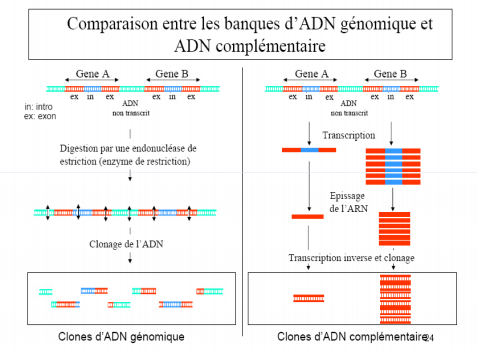 Comparaison entre les banques d'ADN génomique et
ADN complémentaire
Gene A
Gene B
ex in ex
ex in ex
in: intro
ex: exon
ADN
non transcrit
Digestion par une endonucléase de
estriction (enzyme de restriction)
Clonage de l'ADN
Clones d'ADN génomique
Gene A
Gene B
ex in ex
ex in ex
ADN
non transcrit
Transcription
Epissage
de l'ARN
Transcription inverse et clonage
Clones d'ADN complémentaire
24